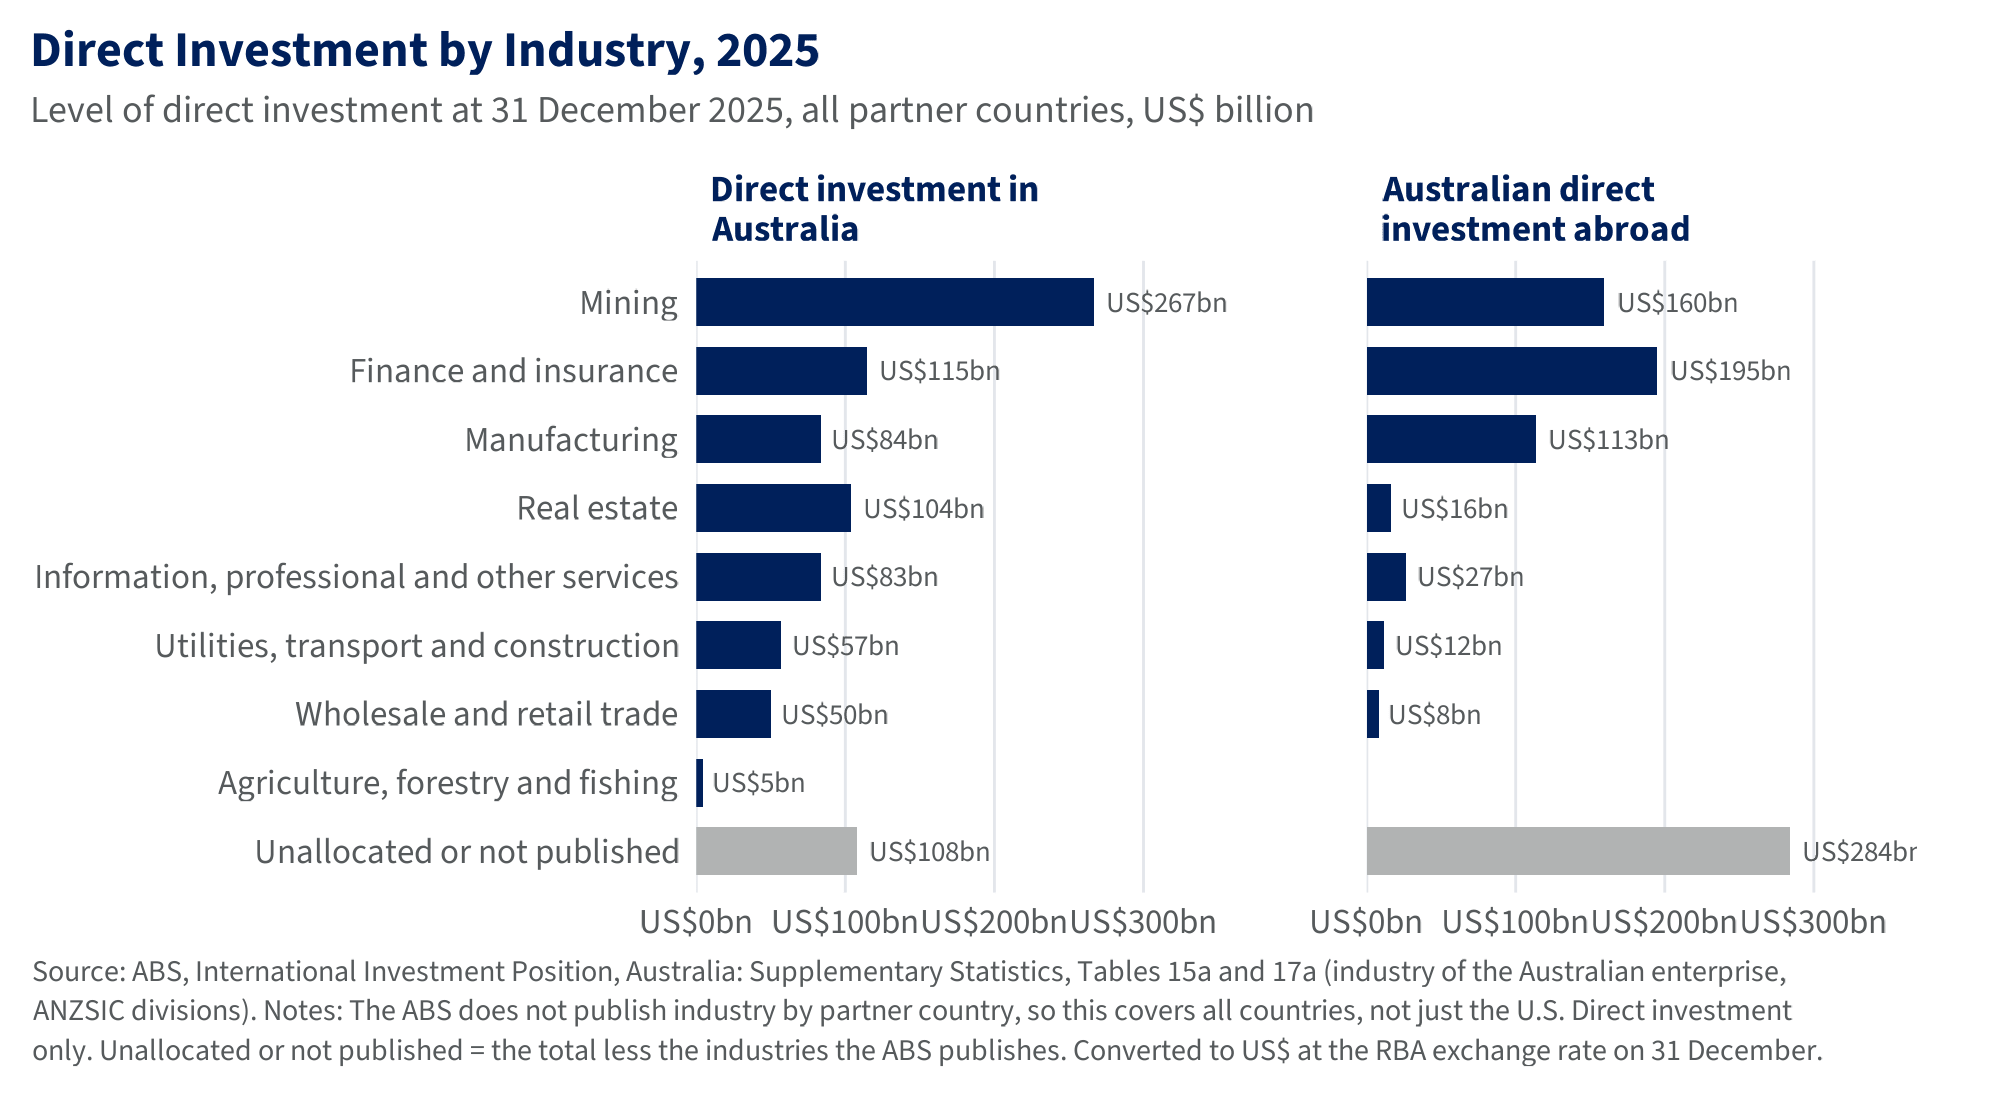 Direct Investment by Industry, 2025
Level of direct investment at 31 December 2025, all partner countries, US$ billion
Direct investment in
Australia
Australian direct
investment abroad
Mining US$267bn US$160bn
Finance and insurance US$115bn US$195bn
Manufacturing US$84bn US$113bn
Real estate US$104bn US$16bn
Information, professional and other services US$83bn US$27bn
Utilities, transport and construction US$57bn US$12bn
Wholesale and retail trade US$50bn US$8bn
Agriculture, forestry and fishing US$5bn
Unallocated or not published US$108bn US$284br
US$0bn US$100bn US$200bn US$300bn US$0bn US$100bn US$200bn US$300bn
Source: ABS, International Investment Position, Australia: Supplementary Statistics, Tables 15a and 17a (industry of the Australian enterprise,
ANZSIC divisions). Notes: The ABS does not publish industry by partner country, so this covers all countries, not just the U.S. Direct investment
only. Unallocated or not published = the total less the industries the ABS publishes. Converted to US$ at the RBA exchange rate on 31 December.